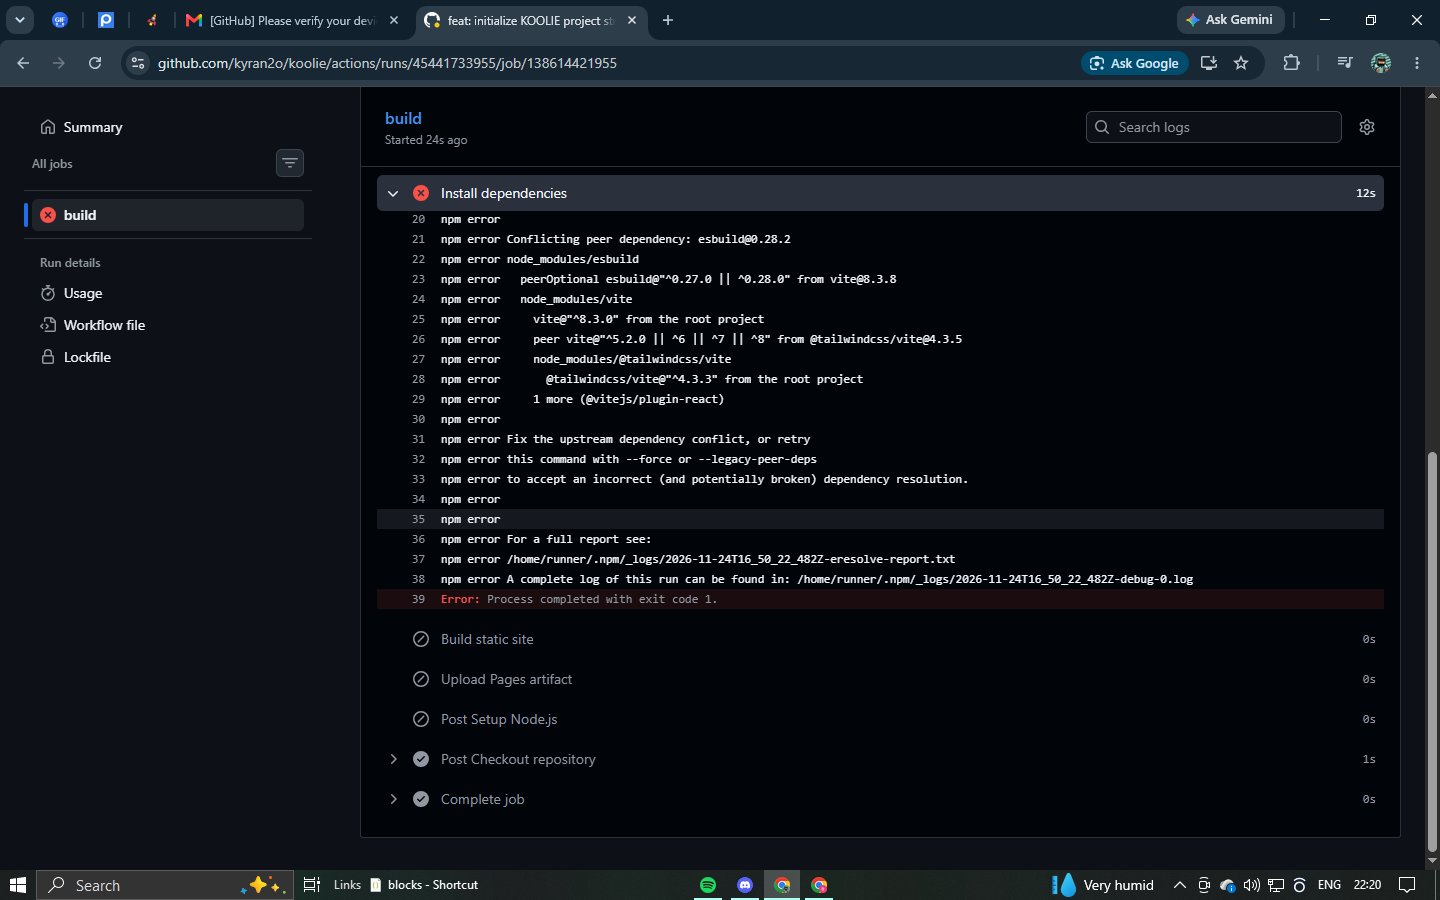 [GitHub] Please verify your devi
feat: initialize KOOLIE project st
Ask Gemini
github.com/kyran2o/koolie/actions/runs/45441733955/job/138614421955
Ask Google
Summary
All jobs
build
Run details
Usage
Workflow file
Lockfile
build
Started 24s ago
Search logs
Install dependencies 12s
20 npm error
21 npm error Conflicting peer dependency: esbuild@0.28.2
22 npm error node_modules/esbuild
23 npm error   peerOptional esbuild@"^0.27.0 || ^0.28.0" from vite@8.3.8
24 npm error   node_modules/vite
25 npm error     vite@"^8.3.0" from the root project
26 npm error     peer vite@"^5.2.0 || ^6 || ^7 || ^8" from @tailwindcss/vite@4.3.5
27 npm error     node_modules/@tailwindcss/vite
28 npm error       @tailwindcss/vite@"^4.3.3" from the root project
29 npm error     1 more (@vitejs/plugin-react)
30 npm error
31 npm error Fix the upstream dependency conflict, or retry
32 npm error this command with --force or --legacy-peer-deps
33 npm error to accept an incorrect (and potentially broken) dependency resolution.
34 npm error
35 npm error
36 npm error For a full report see:
37 npm error /home/runner/.npm/_logs/2026-11-24T16_50_22_482Z-eresolve-report.txt
38 npm error A complete log of this run can be found in: /home/runner/.npm/_logs/2026-11-24T16_50_22_482Z-debug-0.log
39 Error: Process completed with exit code 1.
Build static site 0s
Upload Pages artifact 0s
Post Setup Node.js 0s
Post Checkout repository 1s
Complete job 0s
Search
Links
blocks - Shortcut
Very humid
ENG
22:20